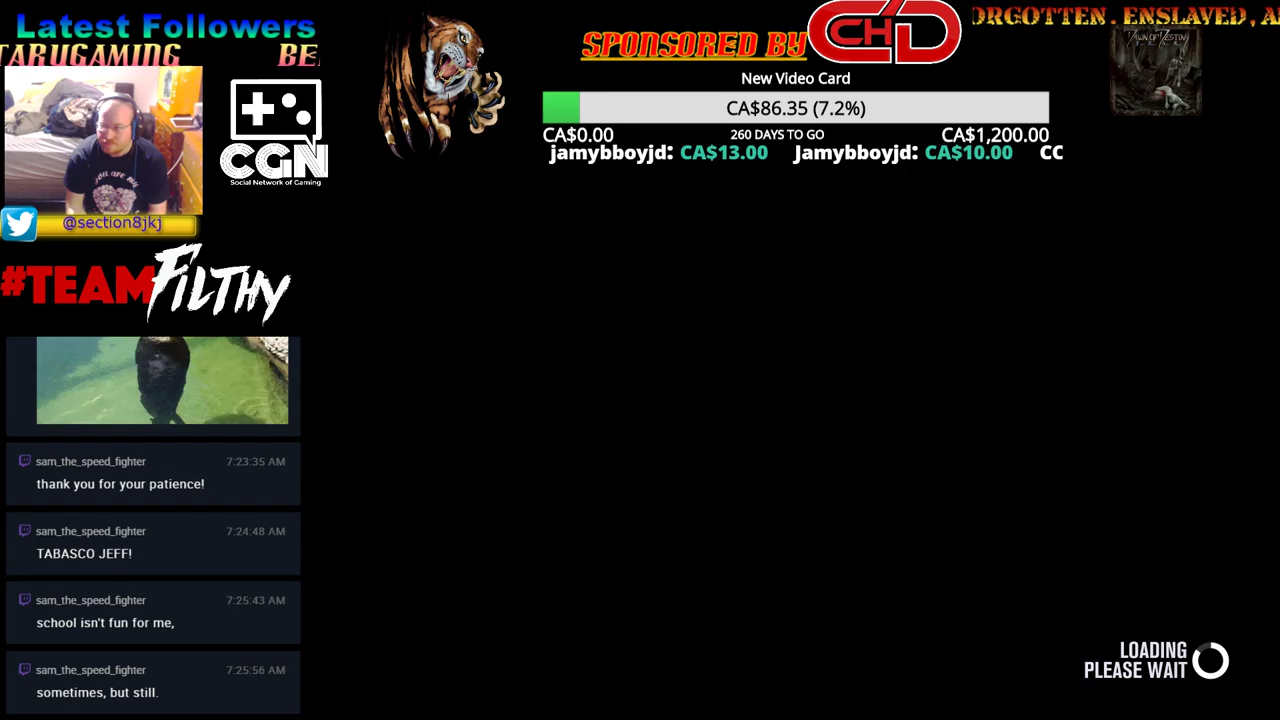 Latest Followers
TARUGAMING BE
CGN
Social Network of Gaming
@section8jkj
#TEAMFILTHY
SPONSORED BY
CHD
New Video Card
CA$86.35 (7.2%)
CA$0.00 260 DAYS TO GO CA$1,200.00
jamybboyjd: CA$13.00 Jamybboyjd: CA$10.00 CC
ORGOTTEN, ENSLAVED, A
sam_the_speed_fighter 7:23:35 AM
thank you for your patience!
sam_the_speed_fighter 7:24:48 AM
TABASCO JEFF!
sam_the_speed_fighter 7:25:43 AM
school isn't fun for me,
sam_the_speed_fighter 7:25:56 AM
sometimes, but still.
LOADING
PLEASE WAIT